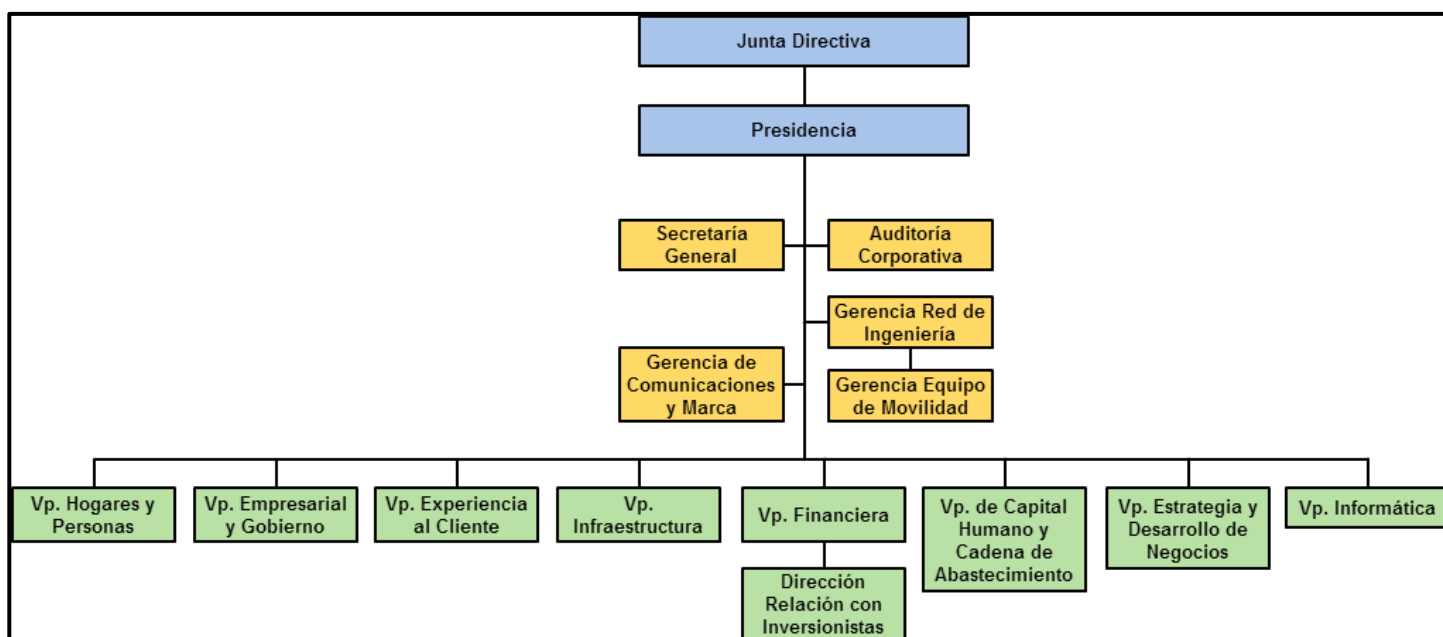 Junta Directiva
Presidencia
Secretaría
General
Auditoría
Corporativa
Gerencia Red de
Ingeniería
Gerencia de
Comunicaciones
y Marca
Gerencia Equipo
de Movilidad
Vp. Hogares y
Personas
Vp. Empresarial
y Gobierno
Vp. Experiencia
al Cliente
Vp.
Infraestructura
Vp. Financiera
Vp. de Capital
Humano y
Cadena de
Abastecimiento
Vp. Estrategia y
Desarrollo de
Negocios
Vp. Informática
Dirección
Relación con
Inversionistas